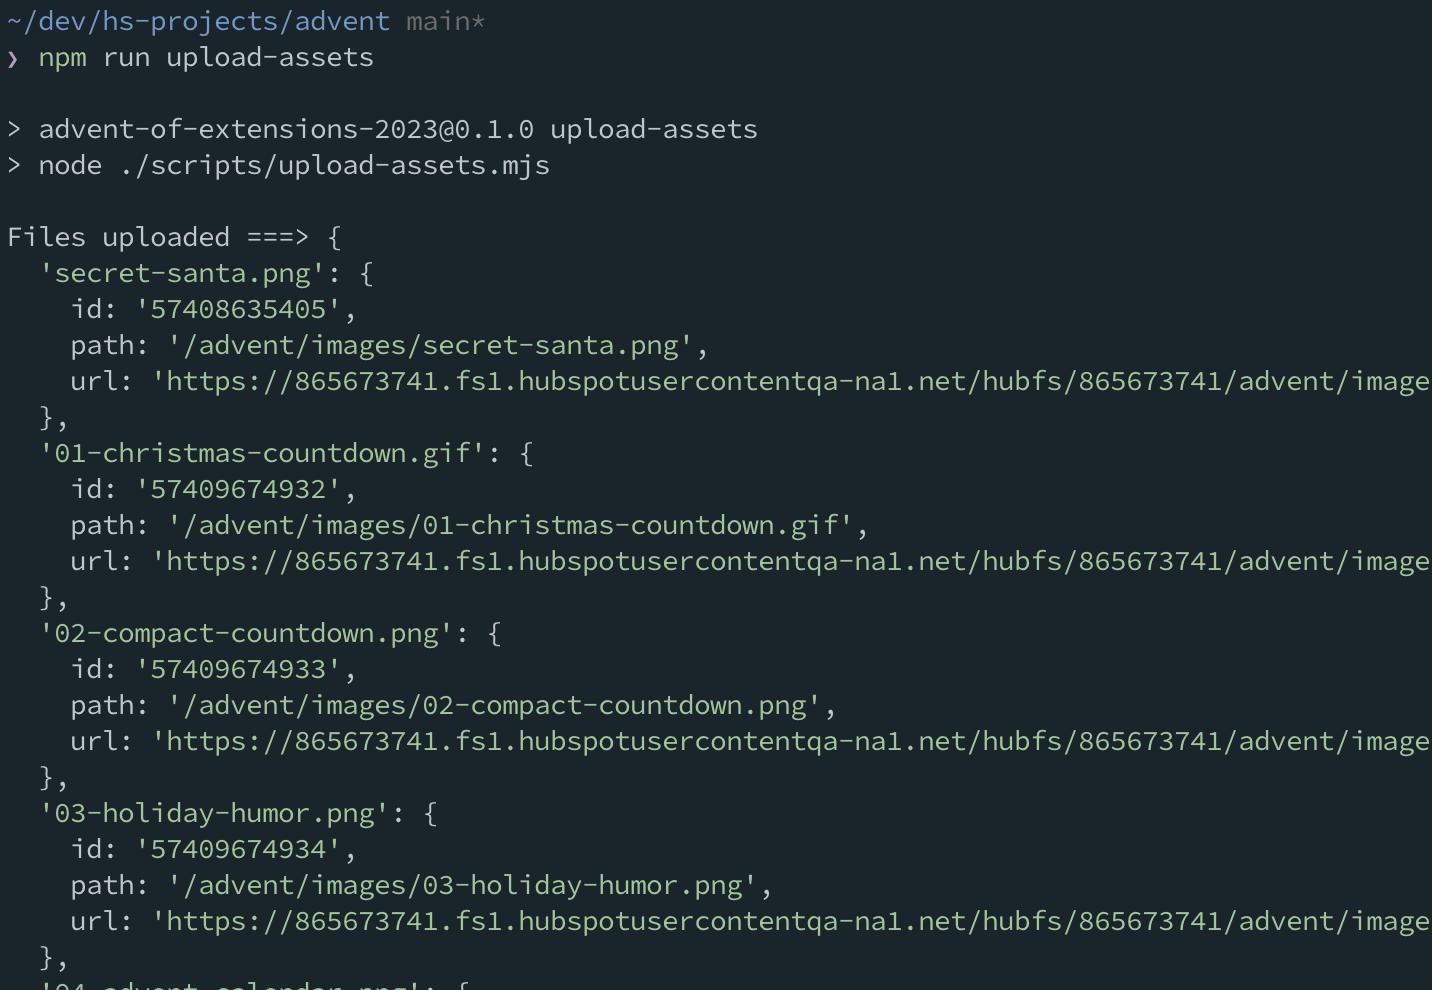 ~/dev/hs-projects/advent main*
❯ npm run upload-assets
> advent-of-extensions-2023@0.1.0 upload-assets
> node ./scripts/upload-assets.mjs
Files uploaded ===> {
'secret-santa.png': {
id: '57408635405',
path: '/advent/images/secret-santa.png',
url: 'https://865673741.fs1.hubspotusercontentqa-na1.net/hubfs/865673741/advent/image
},
'01-christmas-countdown.gif': {
id: '57409674932',
path: '/advent/images/01-christmas-countdown.gif',
url: 'https://865673741.fs1.hubspotusercontentqa-na1.net/hubfs/865673741/advent/image
},
'02-compact-countdown.png': {
id: '57409674933',
path: '/advent/images/02-compact-countdown.png',
url: 'https://865673741.fs1.hubspotusercontentqa-na1.net/hubfs/865673741/advent/image
},
'03-holiday-humor.png': {
id: '57409674934',
path: '/advent/images/03-holiday-humor.png',
url: 'https://865673741.fs1.hubspotusercontentqa-na1.net/hubfs/865673741/advent/image
},
'04-advent-calendar.png': {